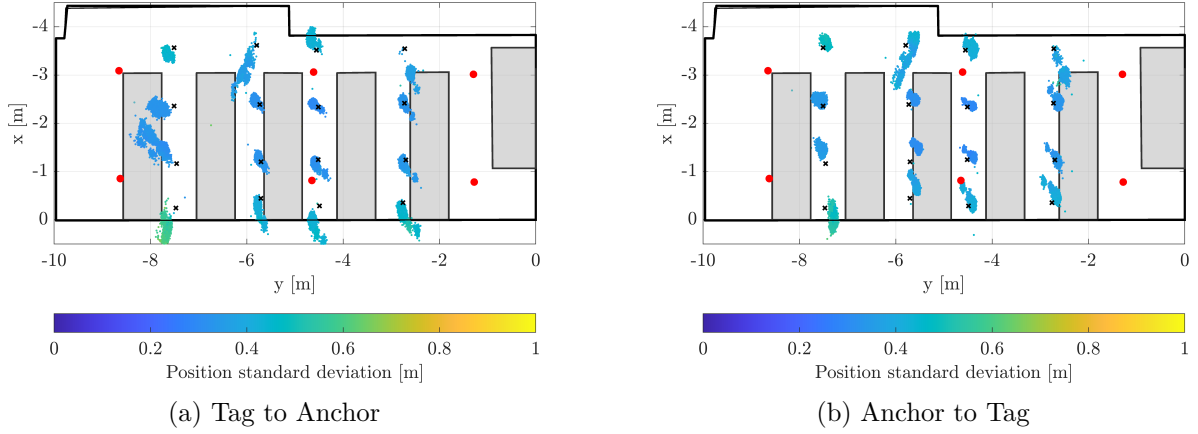 -4
-3
-2
-1
0
x [m]
-10 -8 -6 -4 -2 0
y [m]
0 0.2 0.4 0.6 0.8 1
Position standard deviation [m]
(a) Tag to Anchor
-4
-3
-2
-1
0
x [m]
-10 -8 -6 -4 -2 0
y [m]
0 0.2 0.4 0.6 0.8 1
Position standard deviation [m]
(b) Anchor to Tag